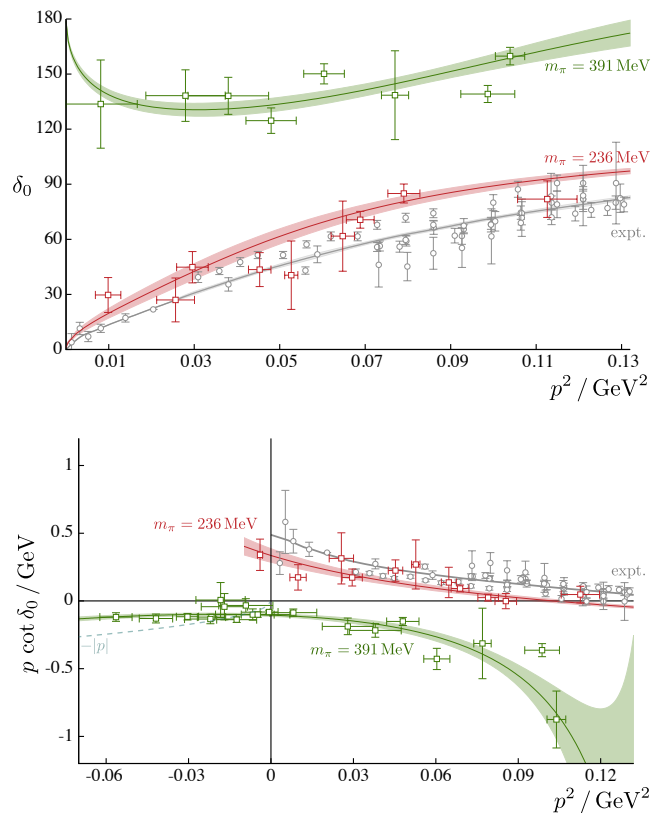 180
150
120
90
60
30
0
δ₀
mπ = 391 MeV
mπ = 236 MeV
expt.
0.01 0.03 0.05 0.07 0.09 0.11 0.13
p² / GeV²
1
0.5
0
-0.5
-1
p cot δ₀ / GeV
mπ = 236 MeV
expt.
−|p|
mπ = 391 MeV
-0.06 -0.03 0 0.03 0.06 0.09 0.12
p² / GeV²